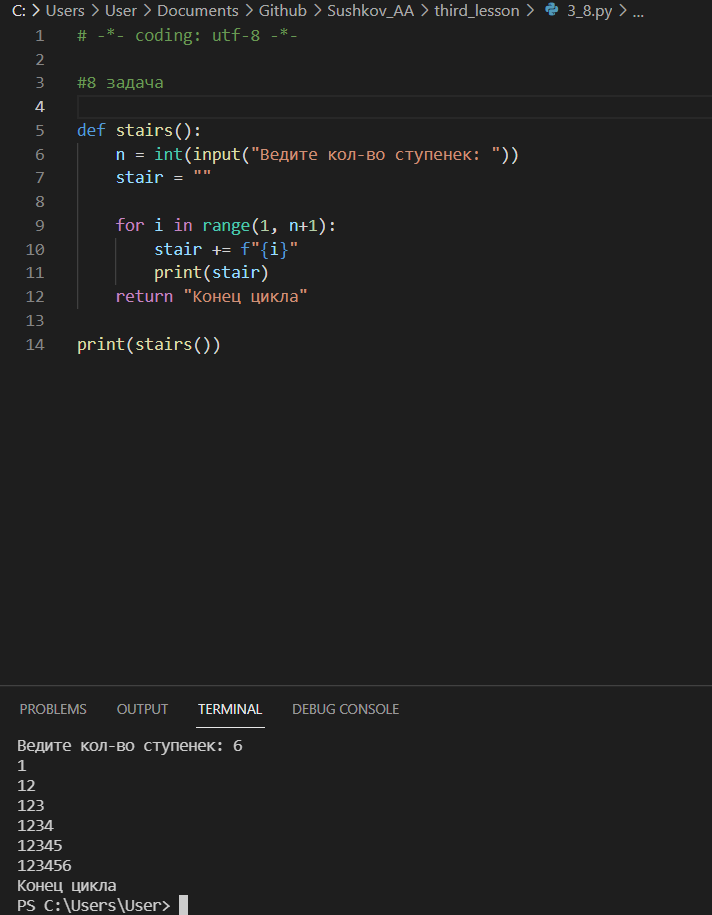 C: > Users > User > Documents > Github > Sushkov_AA > third_lesson > 3_8.py > ...
1 # -*- coding: utf-8 -*-
2
3 #8 задача
4
5 def stairs():
6     n = int(input("Ведите кол-во ступенек: "))
7     stair = ""
8
9     for i in range(1, n+1):
10         stair += f"{i}"
11         print(stair)
12     return "Конец цикла"
13
14 print(stairs())
PROBLEMS OUTPUT TERMINAL DEBUG CONSOLE
Ведите кол-во ступенек: 6
1
12
123
1234
12345
123456
Конец цикла
PS C:\Users\User>